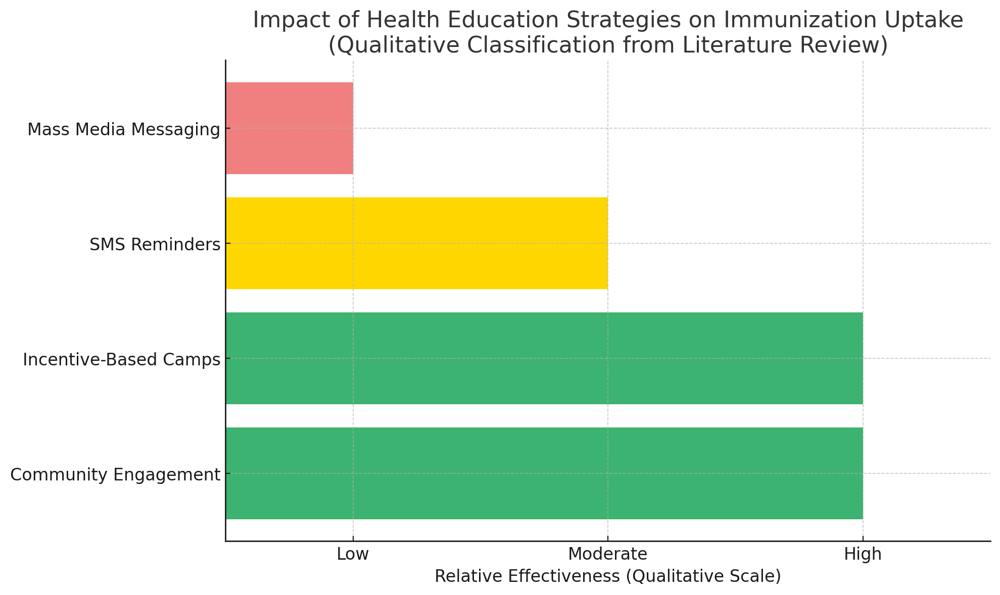 Impact of Health Education Strategies on Immunization Uptake
(Qualitative Classification from Literature Review)
Mass Media Messaging
SMS Reminders
Incentive-Based Camps
Community Engagement
Low Moderate High
Relative Effectiveness (Qualitative Scale)